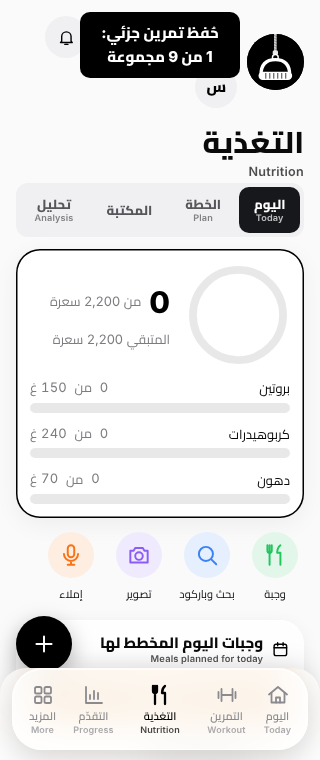 حُفظ تمرين جزئي:
1 من 9 مجموعة
س
التغذية
Nutrition
اليوم
Today
الخطة
Plan
المكتبة
تحليل
Analysis
0 من 2,200 سعرة
المتبقي 2,200 سعرة
بروتين
0 من 150 غ
كربوهيدرات
0 من 240 غ
دهون
0 من 70 غ
وجبة
بحث وباركود
تصوير
إملاء
وجبات اليوم المخطط لها
Meals planned for today
اليوم
Today
التمرين
Workout
التغذية
Nutrition
التقدّم
Progress
المزيد
More